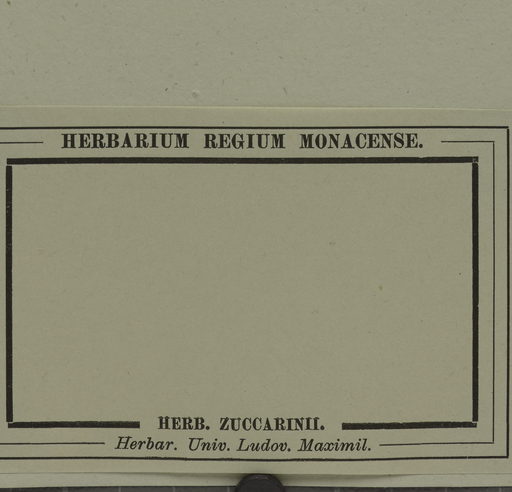 HERBARIUM REGIUM MONACENSE.
HERB. ZUCCARINII.
Herbar. Univ. Ludov. Maximil.